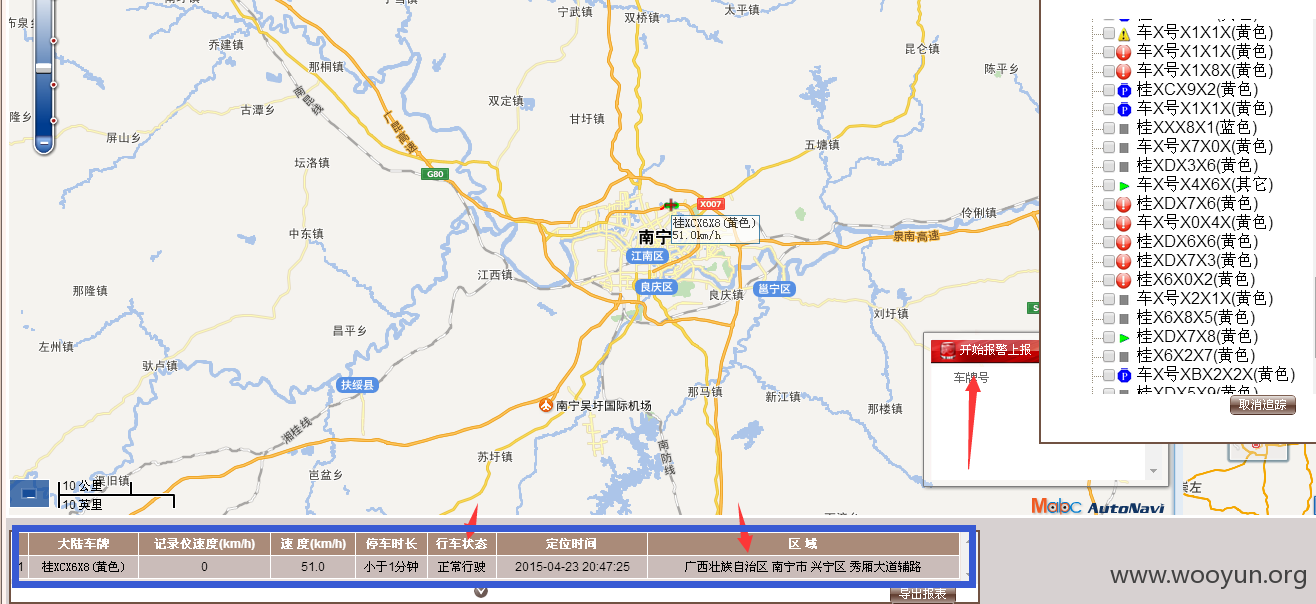 宁武镇
双桥镇
太平镇
乔建镇
昆仑镇
那桐镇
陈平乡
南昆线
双定镇
古潭乡
隆乡
广昆高速
甘圩镇
屏山乡
五塘镇
坛洛镇
G80
X007
伶俐镇
桂XCX6X8(黄色)
51.0km/h
中东镇
南宁
泉南高速
江南区
江西镇
良庆区
邕宁区
那隆镇
良庆镇
刘圩镇
昌平乡
左州镇
驮卢镇
扶绥县
那马镇
新江镇
南宁吴圩国际机场
那楼镇
湘桂线
南防线
苏圩镇
岜盆乡
10 公里
10 英里
崇左
Mabc AutoNavi
车X号X1X1X(黄色)
车X号X1X1X(黄色)
车X号X1X8X(黄色)
桂XCX9X2(黄色)
车X号X1X1X(黄色)
桂XXX8X1(蓝色)
车X号X7X0X(黄色)
桂XDX3X6(黄色)
车X号X4X6X(其它)
桂XDX7X6(黄色)
车X号X0X4X(黄色)
桂XDX6X6(黄色)
桂XDX7X3(黄色)
桂X6X0X2(黄色)
车X号X2X1X(黄色)
桂X6X8X5(黄色)
桂XDX7X8(黄色)
桂X6X2X7(黄色)
车X号XBX2X2X(黄色)
桂XDX5X9(黄色)
取消追踪
开始报警上报
车牌号
大陆车牌 记录仪速度(km/h) 速 度(km/h) 停车时长 行车状态 定位时间 区 域
1 桂XCX6X8(黄色) 0 51.0 小于1分钟 正常行驶 2015-04-23 20:47:25 广西壮族自治区 南宁市 兴宁区 秀厢大道辅路
导出报表
www.wooyun.org